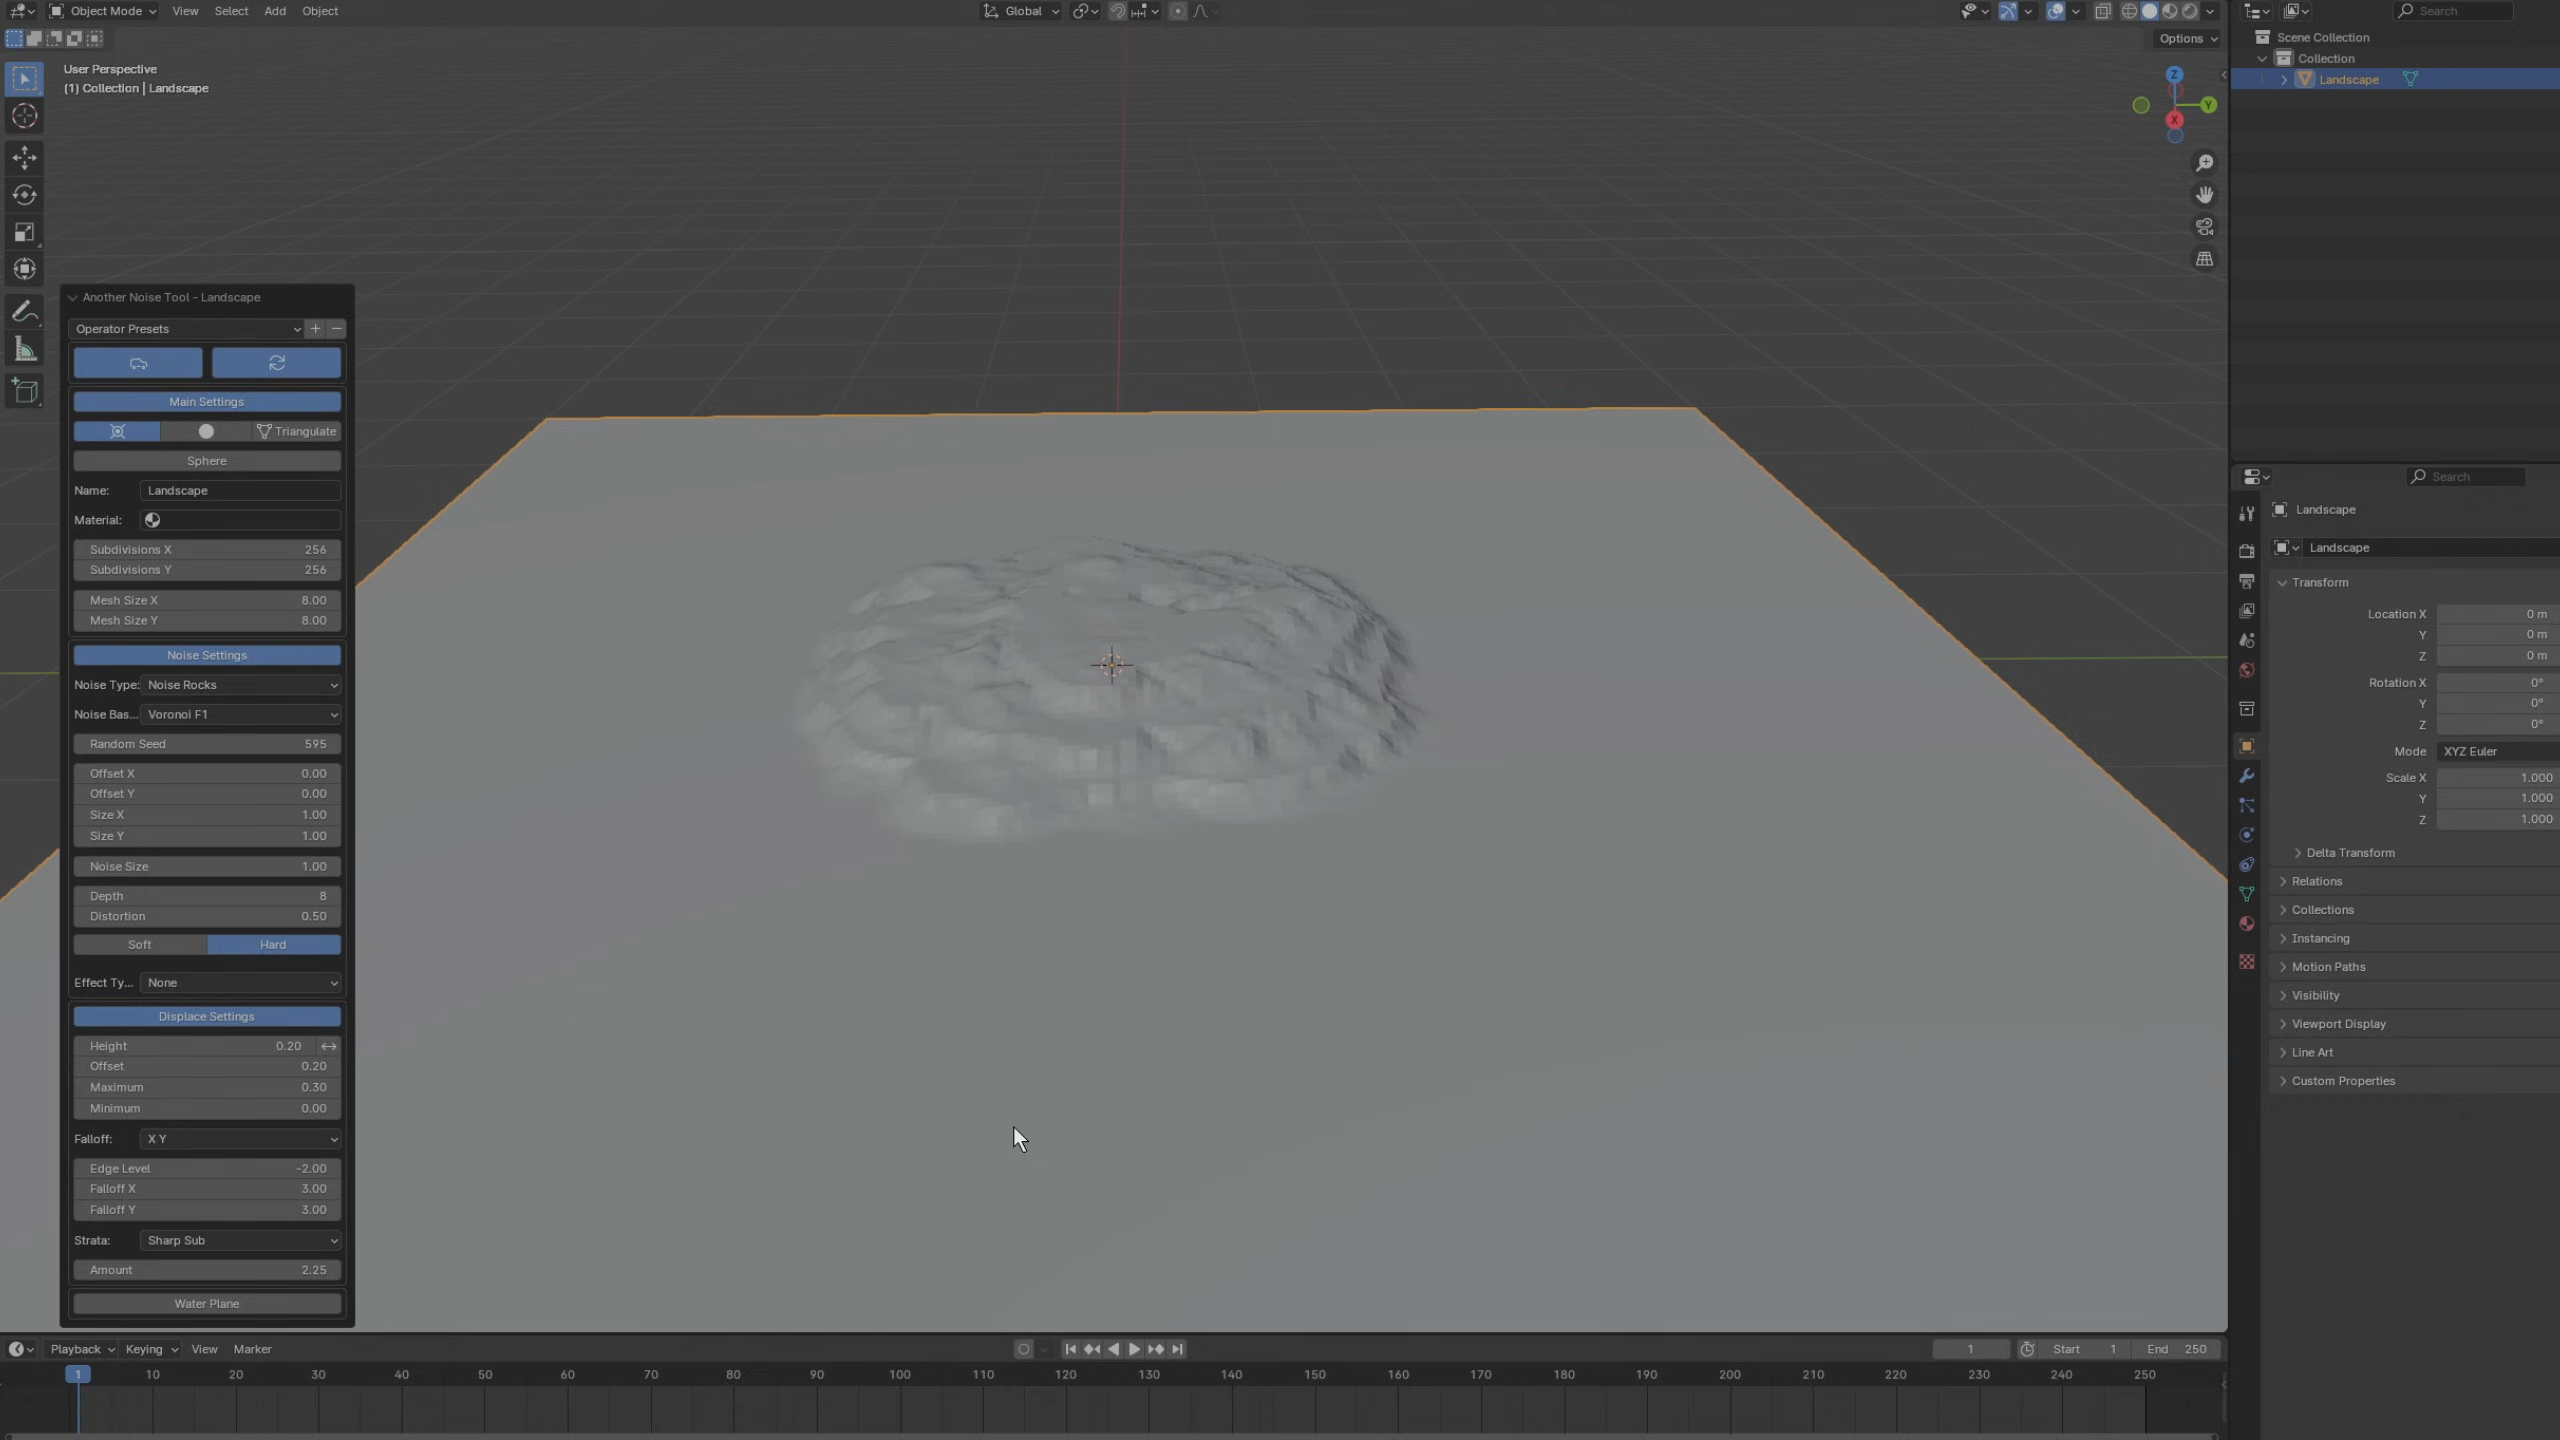 Object Mode View Select Add Object Global
Search
Options
User Perspective
(1) Collection | Landscape
Z
Y
X
Scene Collection
Collection
Landscape
Another Noise Tool - Landscape
Operator Presets
Main Settings
Triangulate
Sphere
Name: Landscape
Material:
Subdivisions X 256
Subdivisions Y 256
Mesh Size X 8.00
Mesh Size Y 8.00
Noise Settings
Noise Type: Noise Rocks
Noise Bas... Voronoi F1
Random Seed 595
Offset X 0.00
Offset Y 0.00
Size X 1.00
Size Y 1.00
Noise Size 1.00
Depth 8
Distortion 0.50
Soft Hard
Effect Ty... None
Displace Settings
Height 0.20
Offset 0.20
Maximum 0.30
Minimum 0.00
Falloff: X Y
Edge Level -2.00
Falloff X 3.00
Falloff Y 3.00
Strata: Sharp Sub
Amount 2.25
Water Plane
Search
Landscape
Landscape
Transform
Location X 0 m
Y 0 m
Z 0 m
Rotation X 0°
Y 0°
Z 0°
Mode XYZ Euler
Scale X 1.000
Y 1.000
Z 1.000
Delta Transform
Relations
Collections
Instancing
Motion Paths
Visibility
Viewport Display
Line Art
Custom Properties
Playback Keying View Marker 1 Start 1 End 250
1 10 20 30 40 50 60 70 80 90 100 110 120 130 140 150 160 170 180 190 200 210 220 230 240 250